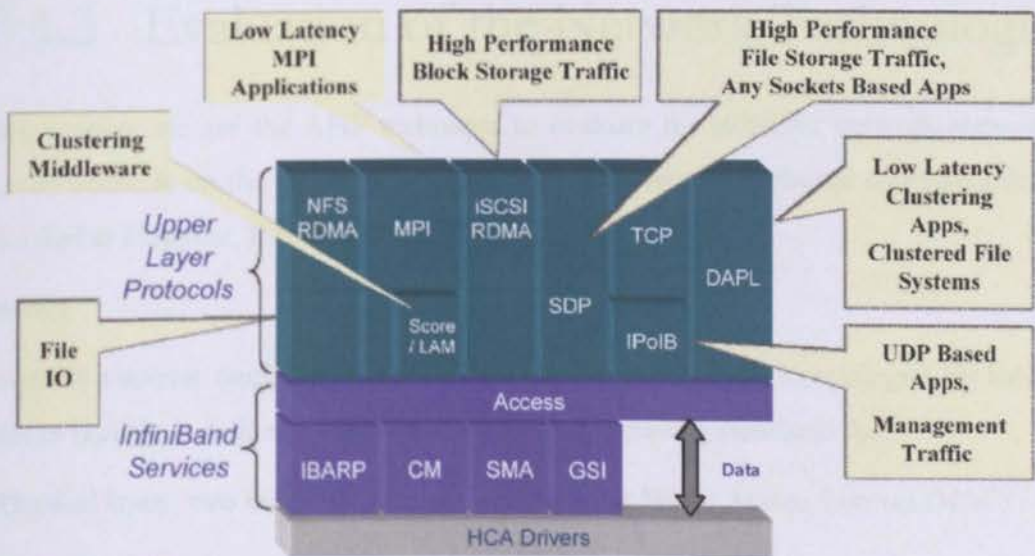 Low Latency
MPI
Applications
High Performance
Block Storage Traffic
High Performance
File Storage Traffic,
Any Sockets Based Apps
Clustering
Middleware
Low Latency
Clustering
Apps,
Clustered File
Systems
Upper
Layer
Protocols
NFS
RDMA
MPI
iSCSI
RDMA
TCP
SDP
DAPL
Score
/ LAM
IPoIB
File
IO
UDP Based
Apps,
Management
Traffic
Access
InfiniBand
Services
IBARP
CM
SMA
GSI
Data
HCA Drivers